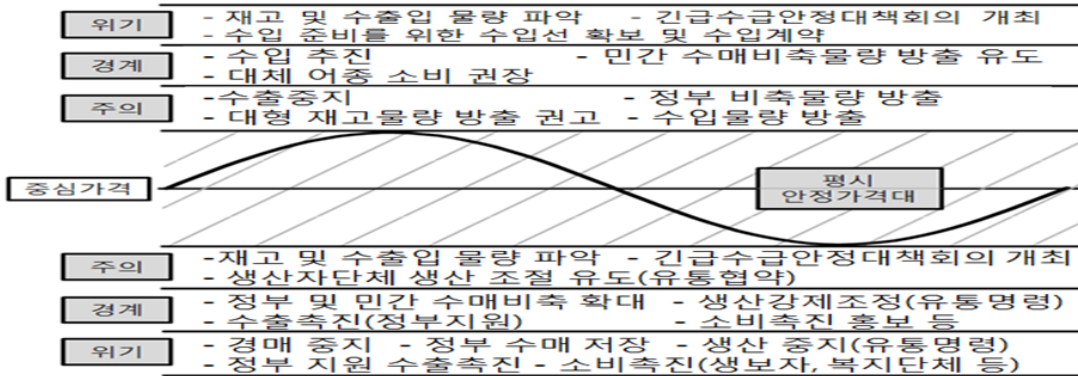 위기
- 재고 및 수출입 물량 파악 - 긴급수급안정대책회의 개최
- 수입 준비를 위한 수입선 확보 및 수입계약
경계
- 수입 추진 - 민간 수매비축물량 방출 유도
- 대체 어종 소비 권장
주의
-수출중지 - 정부 비축물량 방출
- 대형 재고물량 방출 권고 - 수입물량 방출
중심가격
평시
안정가격대
주의
-재고 및 수출입 물량 파악 - 긴급수급안정대책회의 개최
- 생산자단체 생산 조절 유도(유통협약)
경계
- 정부 및 민간 수매비축 확대 - 생산강제조정(유통명령)
- 수출촉진(정부지원) - 소비촉진 홍보 등
위기
- 경매 중지 - 정부 수매 저장 - 생산 중지(유통명령)
- 정부 지원 수출촉진 - 소비촉진(생보자, 복지단체 등)